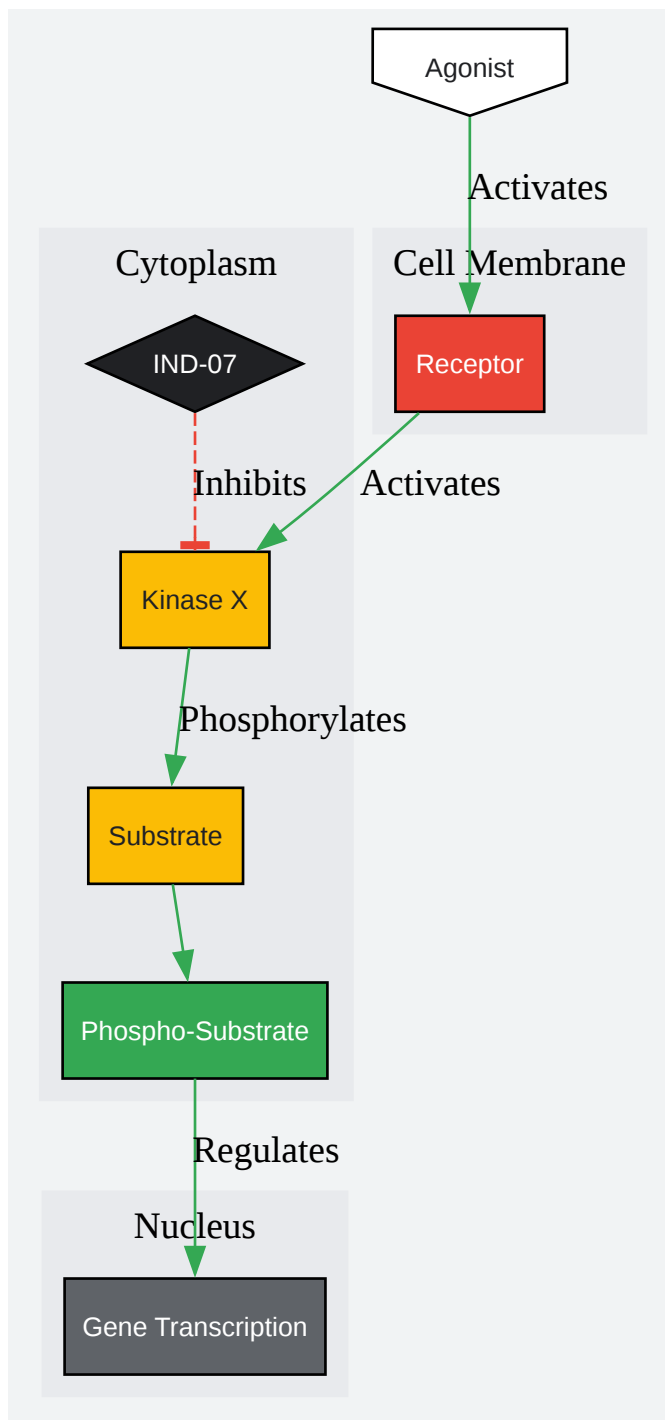 Agonist
Activates
Cytoplasm
Cell Membrane
IND-07
Receptor
Inhibits
Activates
Kinase X
Phosphorylates
Substrate
Phospho-Substrate
Regulates
Nucleus
Gene Transcription